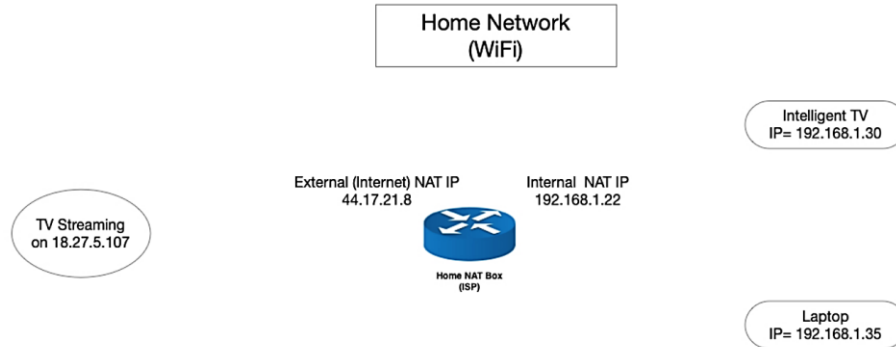 Home Network
(WiFi)
Intelligent TV
IP= 192.168.1.30
External (Internet) NAT IP
44.17.21.8
Internal  NAT IP
192.168.1.22
TV Streaming
on 18.27.5.107
Home NAT Box
(ISP)
Laptop
IP= 192.168.1.35